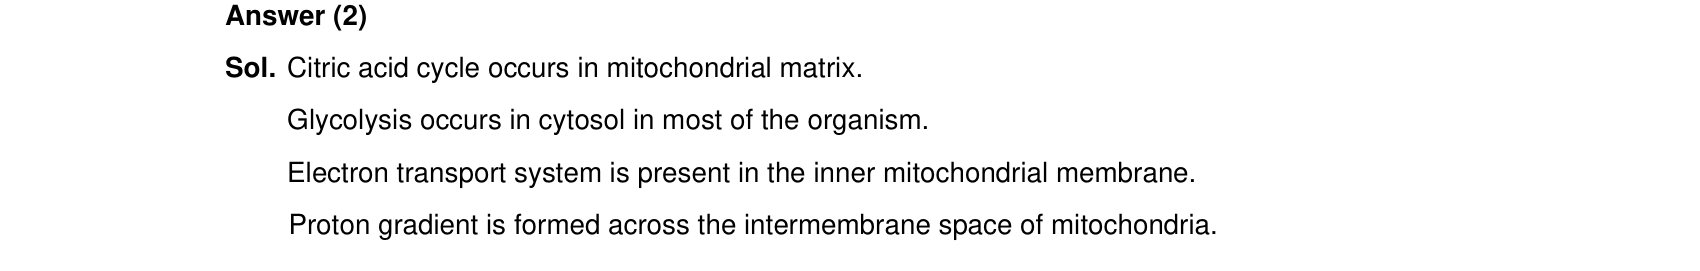 Answer (2)
Sol. Citric acid cycle occurs in mitochondrial matrix.
Glycolysis occurs in cytosol in most of the organism.
Electron transport system is present in the inner mitochondrial membrane.
Proton gradient is formed across the intermembrane space of mitochondria.